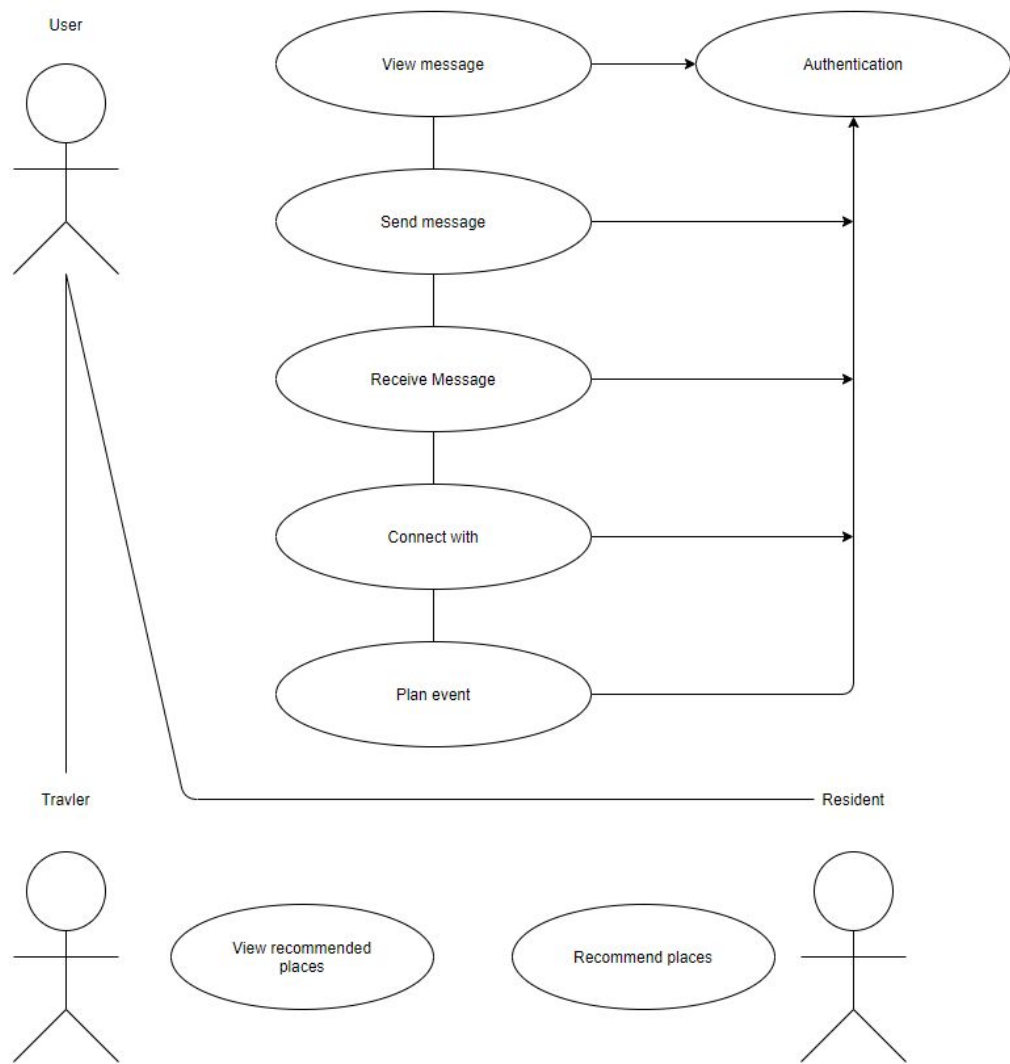 User
View message
Authentication
Send message
Receive Message
Connect with
Plan event
Travler
Resident
View recommended
places
Recommend places